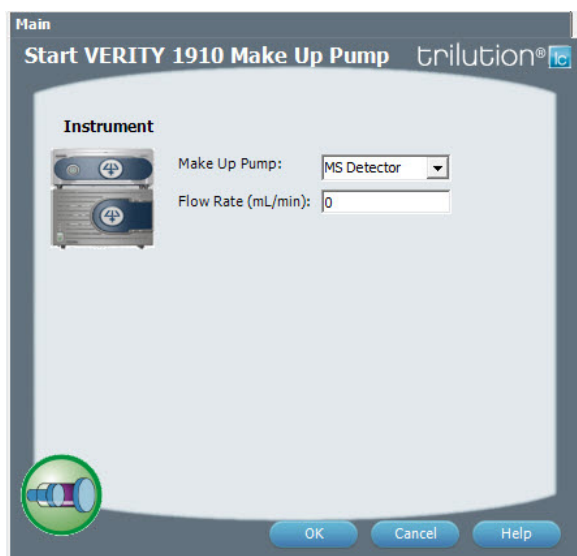 Main
Start VERITY 1910 Make Up Pump trilution® lc
Instrument
Make Up Pump: MS Detector
Flow Rate (mL/min): 0
OK Cancel Help